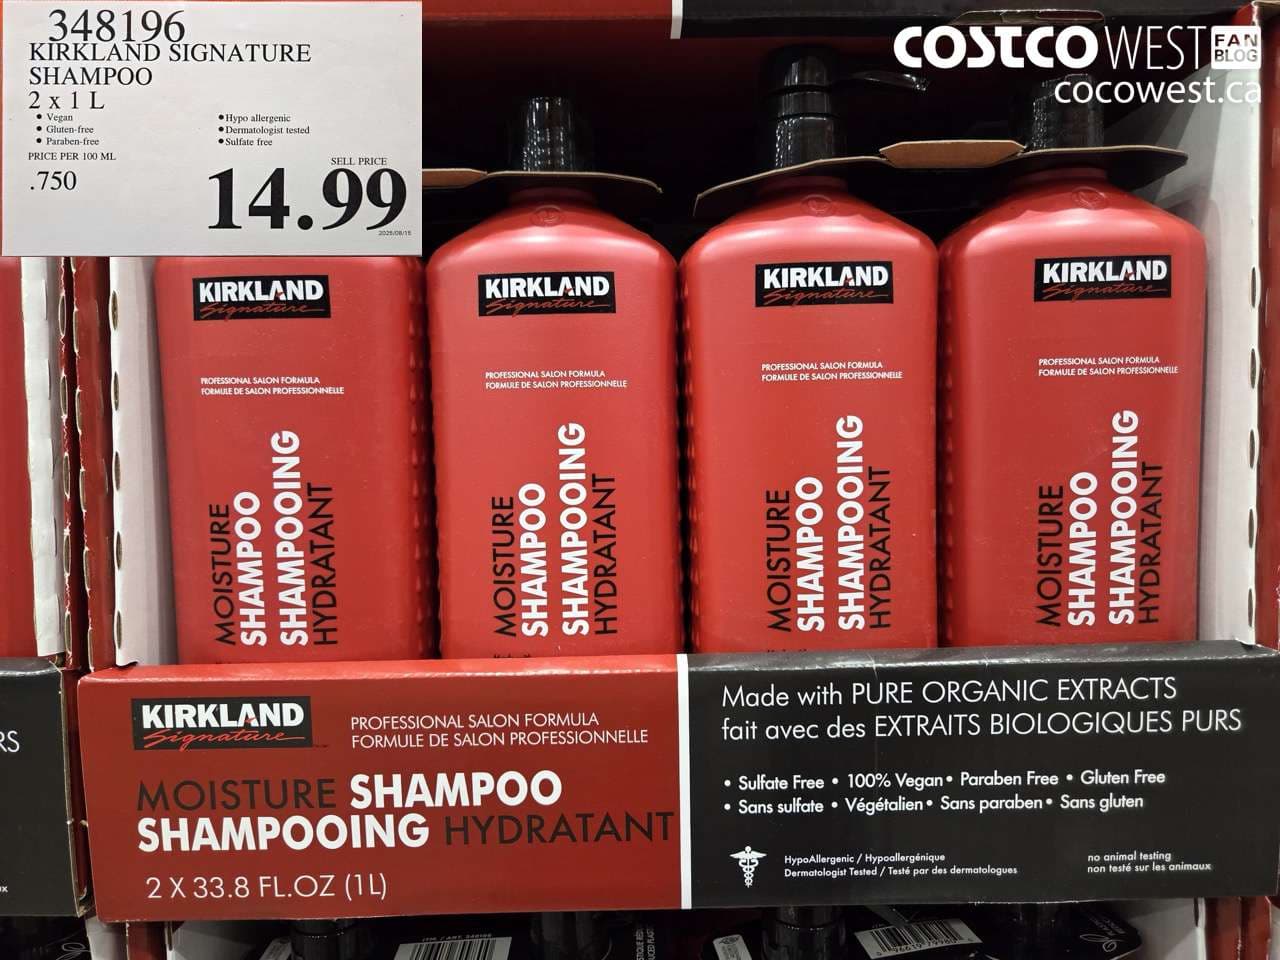 348196
KIRKLAND SIGNATURE
SHAMPOO
2 x 1 L
• Vegan
• Gluten-free
• Paraben-free
• Hypo allergenic
• Dermatologist tested
• Sulfate free
PRICE PER 100 ML
.750
SELL PRICE
14.99
COSTCO WEST FAN BLOG
cocowest.ca
KIRKLAND
Signature
PROFESSIONAL SALON FORMULA
FORMULE DE SALON PROFESSIONNELLE
MOISTURE
SHAMPOO
SHAMPOOING
HYDRATANT
KIRKLAND
Signature
PROFESSIONAL SALON FORMULA
FORMULE DE SALON PROFESSIONNELLE
MOISTURE
SHAMPOO
SHAMPOOING
HYDRATANT
KIRKLAND
Signature
PROFESSIONAL SALON FORMULA
FORMULE DE SALON PROFESSIONNELLE
MOISTURE
SHAMPOO
SHAMPOOING
HYDRATANT
KIRKLAND
Signature
PROFESSIONAL SALON FORMULA
FORMULE DE SALON PROFESSIONNELLE
MOISTURE
SHAMPOO
SHAMPOOING
HYDRATANT
RS
KIRKLAND
Signature
PROFESSIONAL SALON FORMULA
FORMULE DE SALON PROFESSIONNELLE
MOISTURE SHAMPOO
SHAMPOOING HYDRATANT
2 X 33.8 FL.OZ (1L)
Made with PURE ORGANIC EXTRACTS
fait avec des EXTRAITS BIOLOGIQUES PURS
• Sulfate Free • 100% Vegan • Paraben Free • Gluten Free
• Sans sulfate • Végétalien • Sans paraben • Sans gluten
HypoAllergenic / Hypoallergénique
Dermatologist Tested / Testé par des dermatologues
no animal testing
non testé sur les animaux
ITM. / ART. 348196